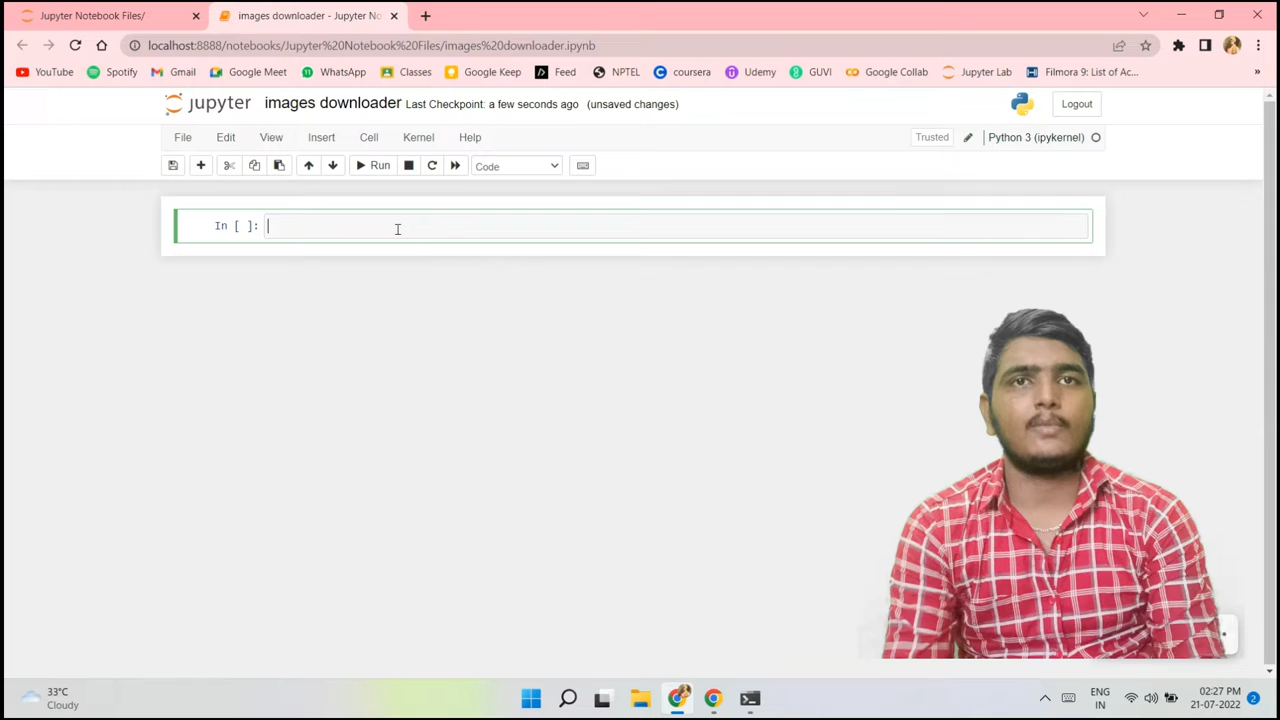 Jupyter Notebook Files/
images downloader - Jupyter No
localhost:8888/notebooks/Jupyter%20Notebook%20Files/images%20downloader.ipynb
YouTube Spotify Gmail Google Meet WhatsApp Classes Google Keep Feed NPTEL coursera Udemy GUVI Google Collab Jupyter Lab Filmora 9: List of Ac... »
jupyter images downloader Last Checkpoint: a few seconds ago (unsaved changes) Logout
File Edit View Insert Cell Kernel Help Trusted Python 3 (ipykernel)
Run Code
In [ ]:
33°C
Cloudy
ENG
IN
02:27 PM
21-07-2022
2